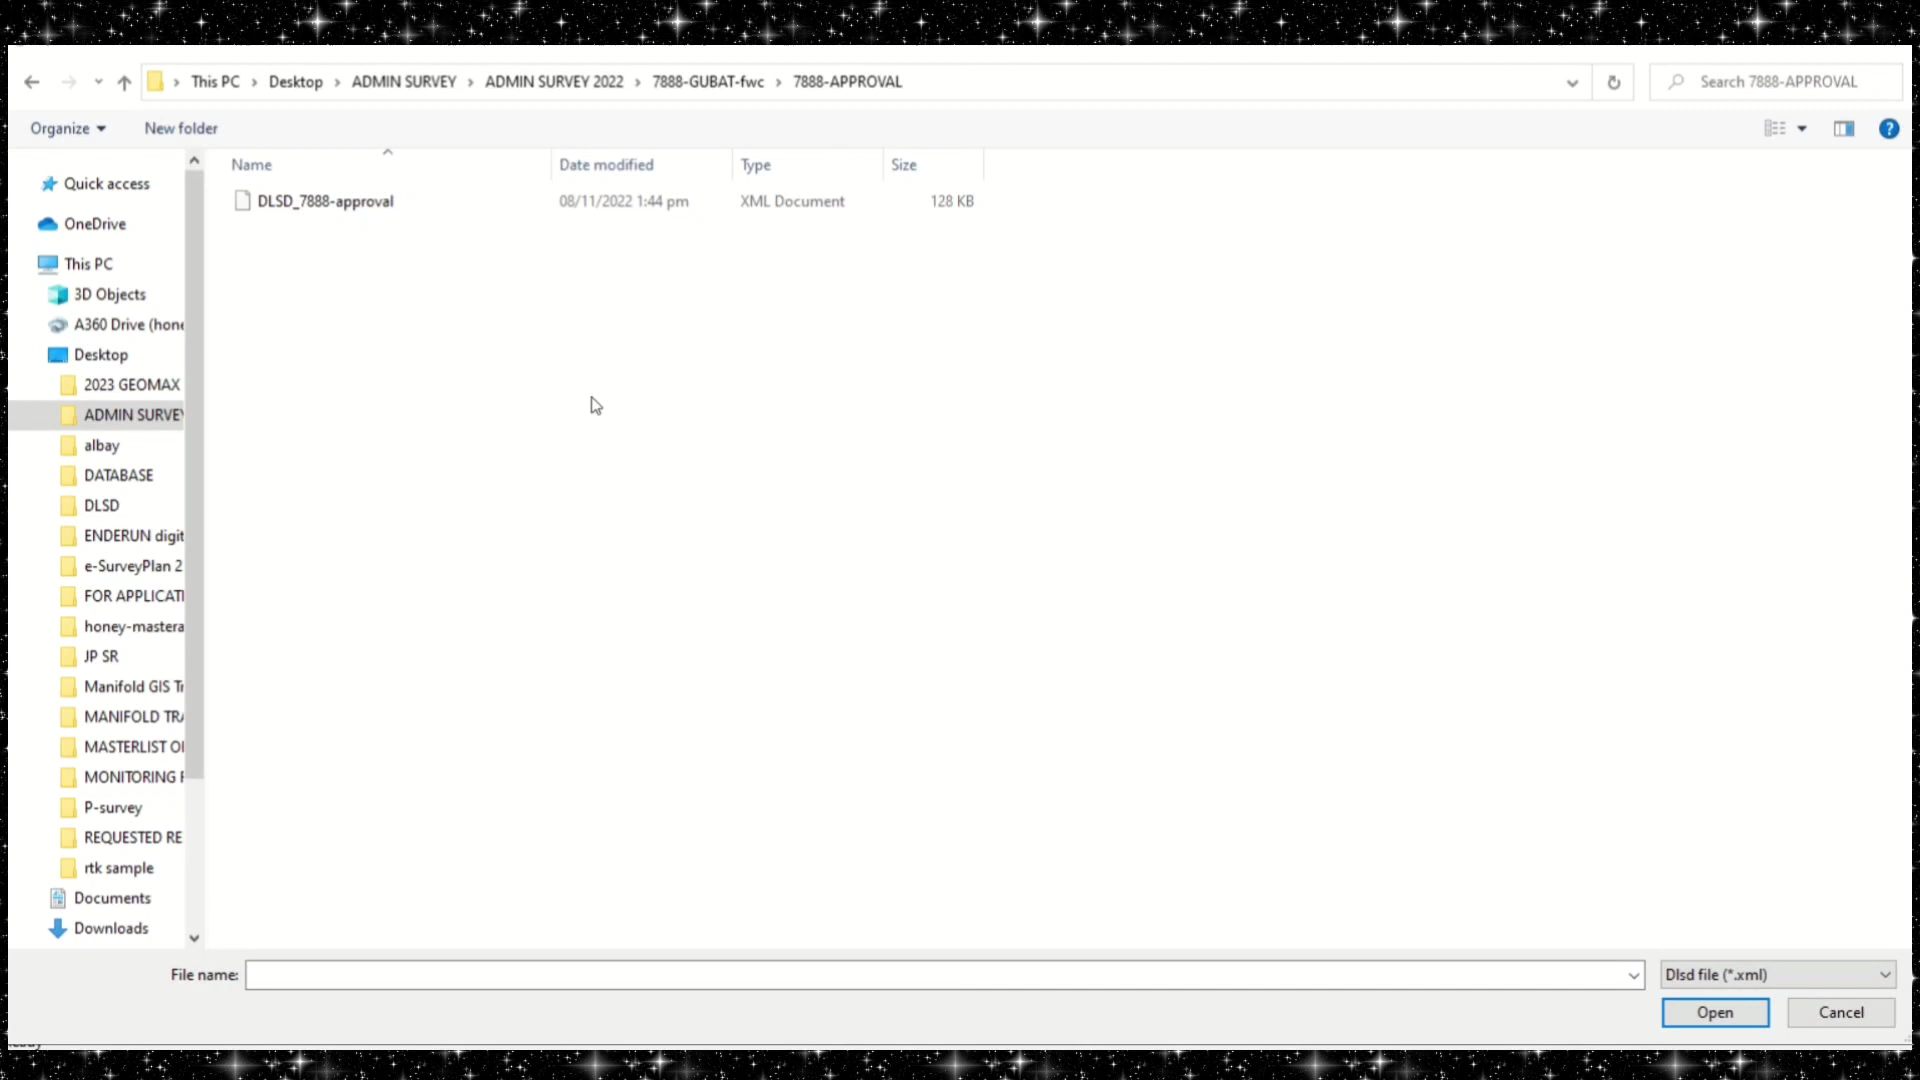 This PC > Desktop > ADMIN SURVEY > ADMIN SURVEY 2022 > 7888-GUBAT-fwc > 7888-APPROVAL
Search 7888-APPROVAL
Organize
New folder
Name
Date modified
Type
Size
DLSD_7888-approval
08/11/2022 1:44 pm
XML Document
128 KB
Quick access
OneDrive
This PC
3D Objects
A360 Drive (hone
Desktop
2023 GEOMAX
ADMIN SURVEY
albay
DATABASE
DLSD
ENDERUN digit
e-SurveyPlan 2
FOR APPLICATI
honey-mastera
JP SR
Manifold GIS Tr
MANIFOLD TRA
MASTERLIST O
MONITORING
P-survey
REQUESTED RE
rtk sample
Documents
Downloads
File name:
Dlsd file (*.xml)
Open
Cancel